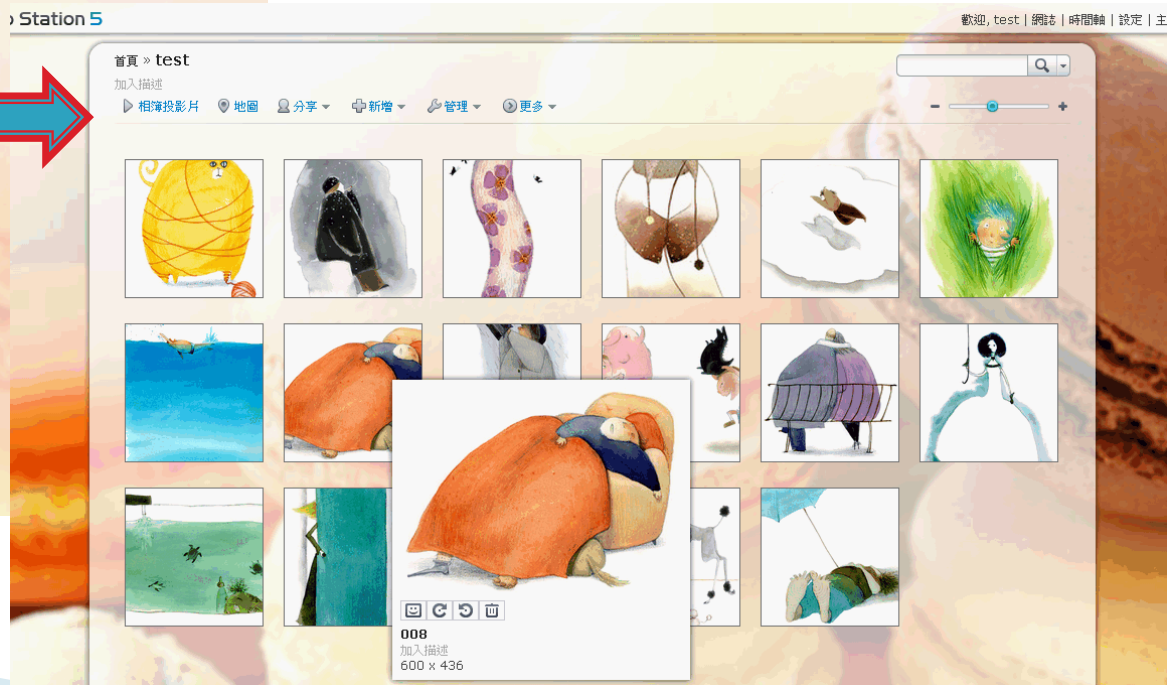 Station 5
歡迎, test | 網誌 | 時間軸 | 設定 | 主
首頁 » test
加入描述
相簿投影片 地圖 分享 新增 管理 更多
008
加入描述
600 x 436